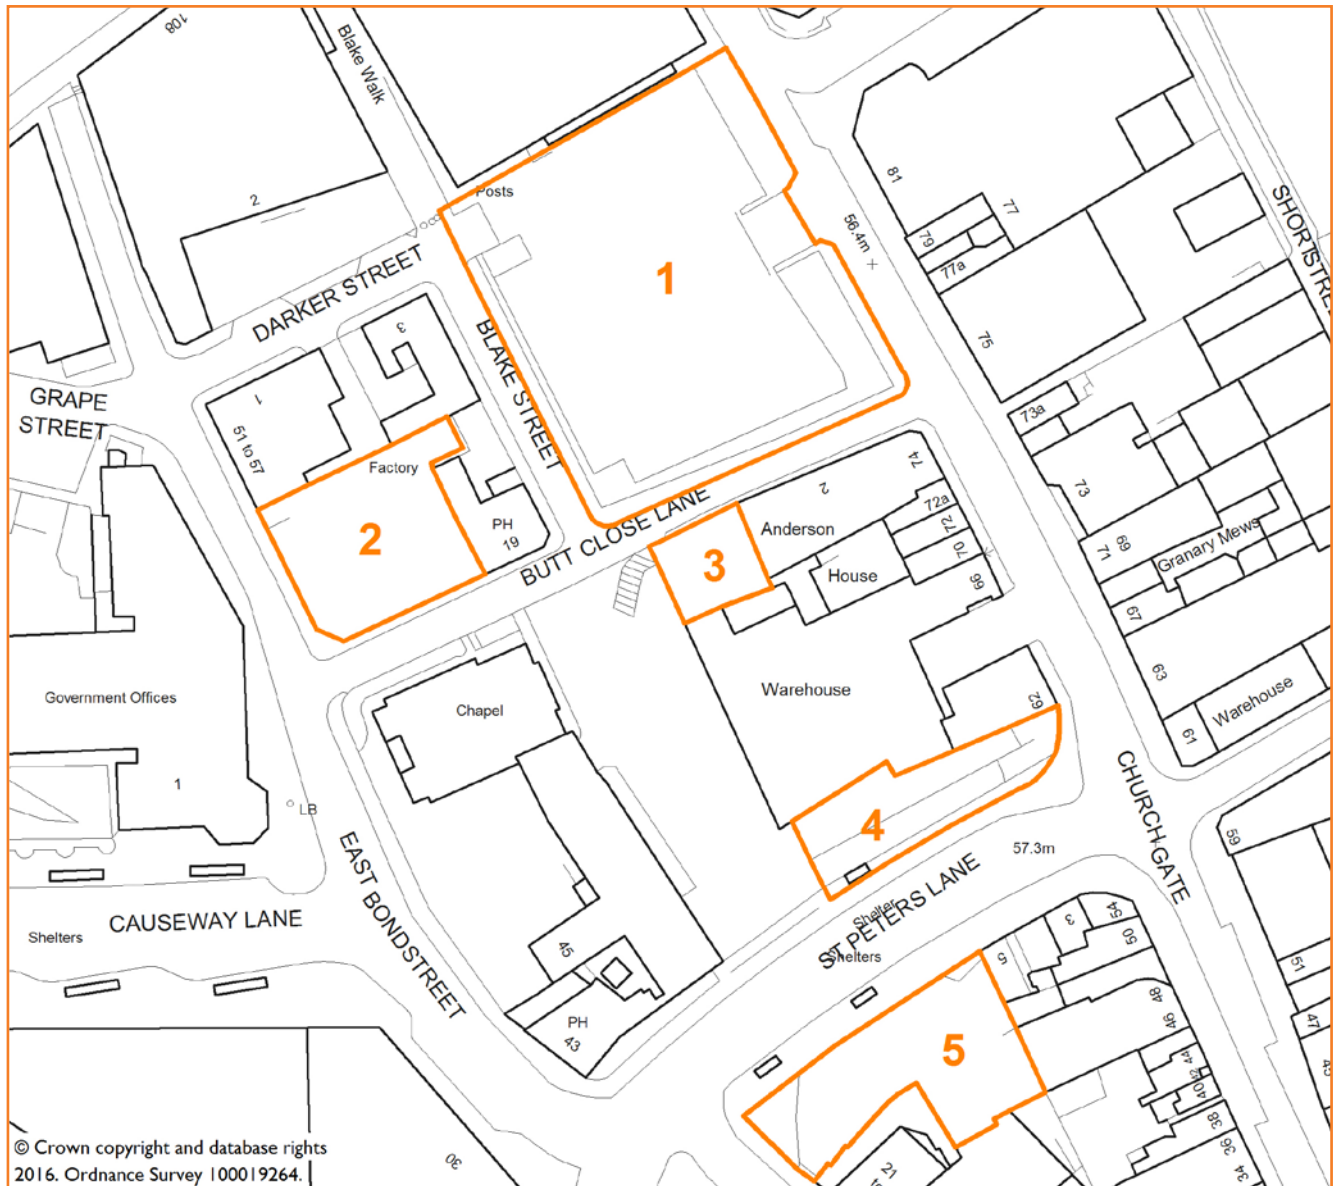 108
Blake Walk
2
Posts
1
56.4m
81
77
79
77a
75
SHORT STREE
DARKER STREET
3
BLAKE STREET
GRAPE
STREET
1
51 to 57
Factory
2
PH
19
BUTT CLOSE LANE
2
74
Anderson
House
72a
72
70
66
3
73a
73
71
69
Granary Mews
67
63
Warehouse
61
Government Offices
1
Chapel
Warehouse
62
LB
4
57.3m
CHURCH GATE
59
EAST BOND STREET
CAUSEWAY LANE
Shelters
ST PETERS LANE
Shelter
Shelters
45
PH
43
5
3
54
50
48
46
44
42
40
38
36
34
51
47
5
21
30
© Crown copyright and database rights
2016. Ordnance Survey 100019264.